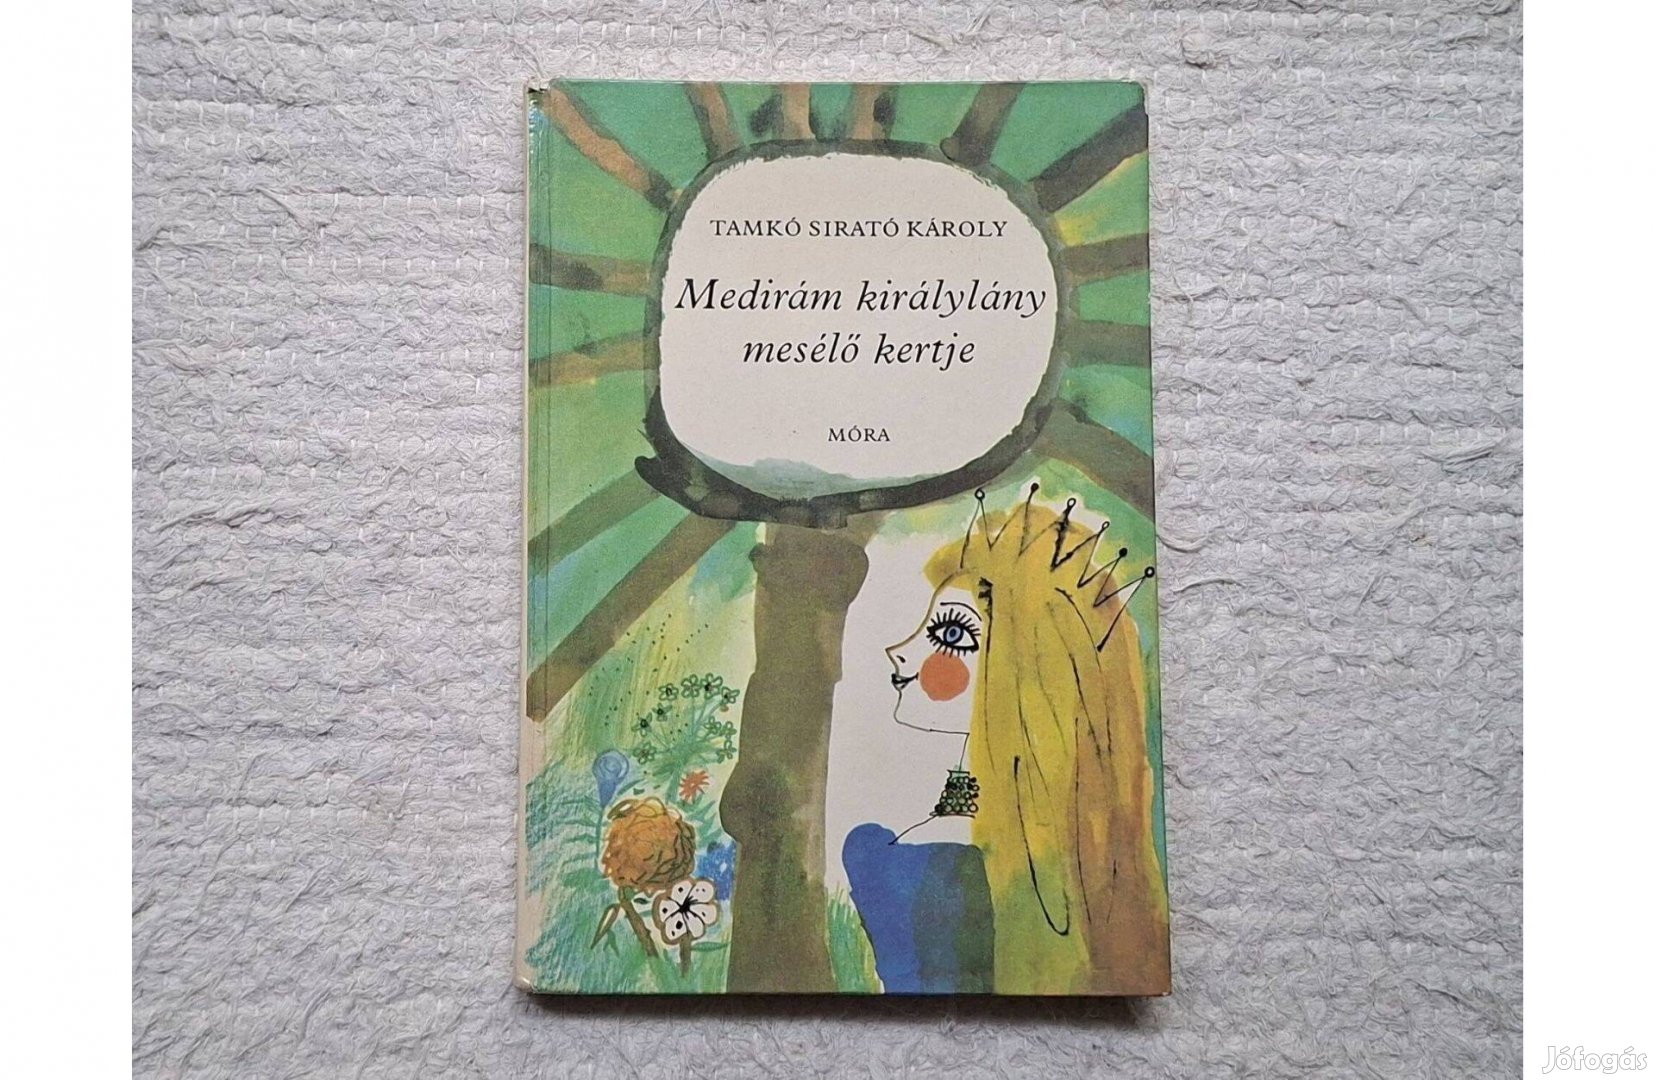 TAMKÓ SIRATÓ KÁROLY
Medirám királylány
mesélő kertje
MÓRA
Jófogás